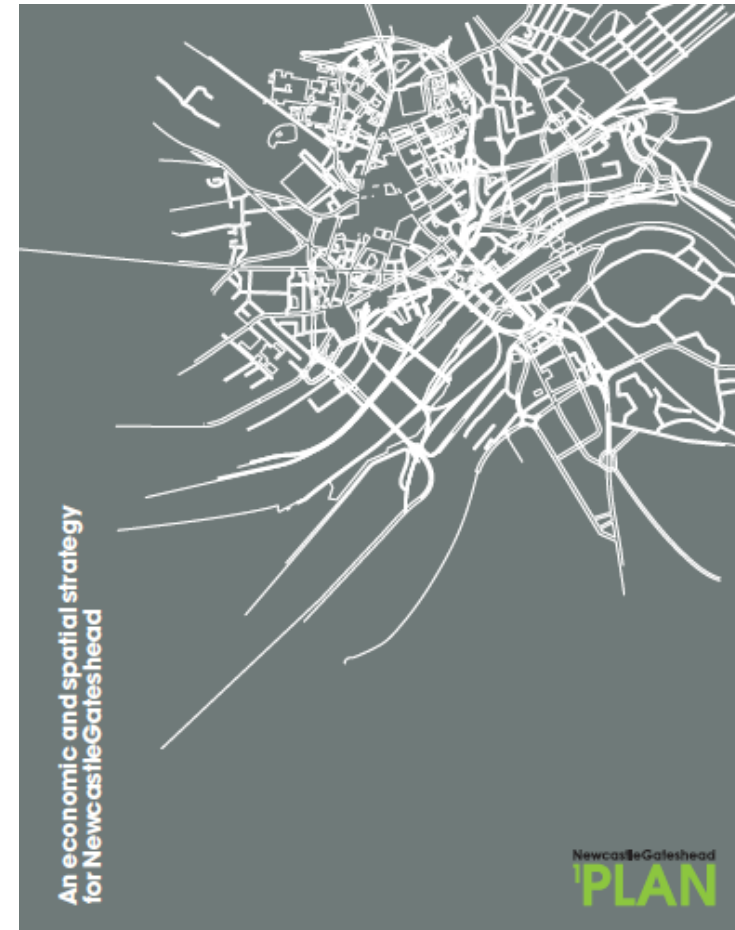 An economic and spatial strategy
for NewcastleGateshead
NewcastleGateshead
1PLAN